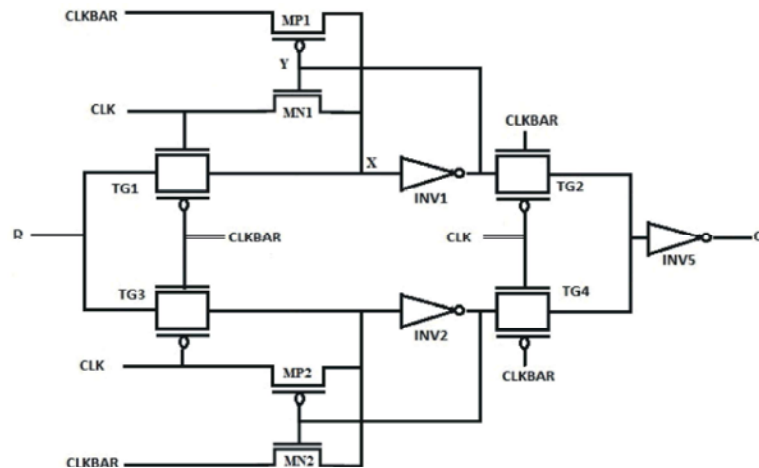 CLKBAR
MP1
Y
CLK
MN1
CLKBAR
X
TG1
INV1
TG2
CLKBAR
CLK
INV5
TG3
TG4
INV2
CLK
MP2
CLKBAR
CLKBAR
MN2